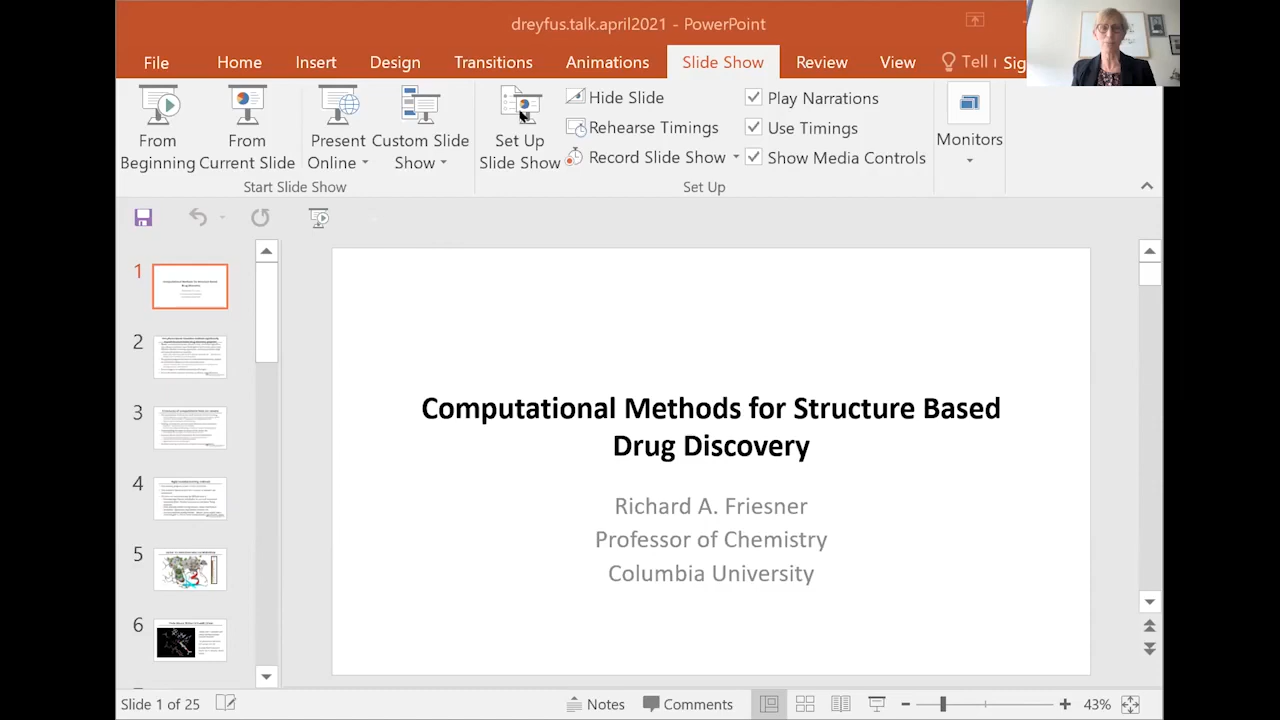 dreyfus.talk.april2021 - PowerPoint
File Home Insert Design Transitions Animations Slide Show Review View Tell Sig
From Beginning
From Current Slide
Present Online
Custom Slide Show
Start Slide Show
Set Up Slide Show
Hide Slide
Rehearse Timings
Record Slide Show
Play Narrations
Use Timings
Show Media Controls
Set Up
Monitors
1
2
3
4
5
6
Computational Methods for Structure Based
Drug Discovery
Richard A. Friesner
Professor of Chemistry
Columbia University
Slide 1 of 25 Notes Comments 43%